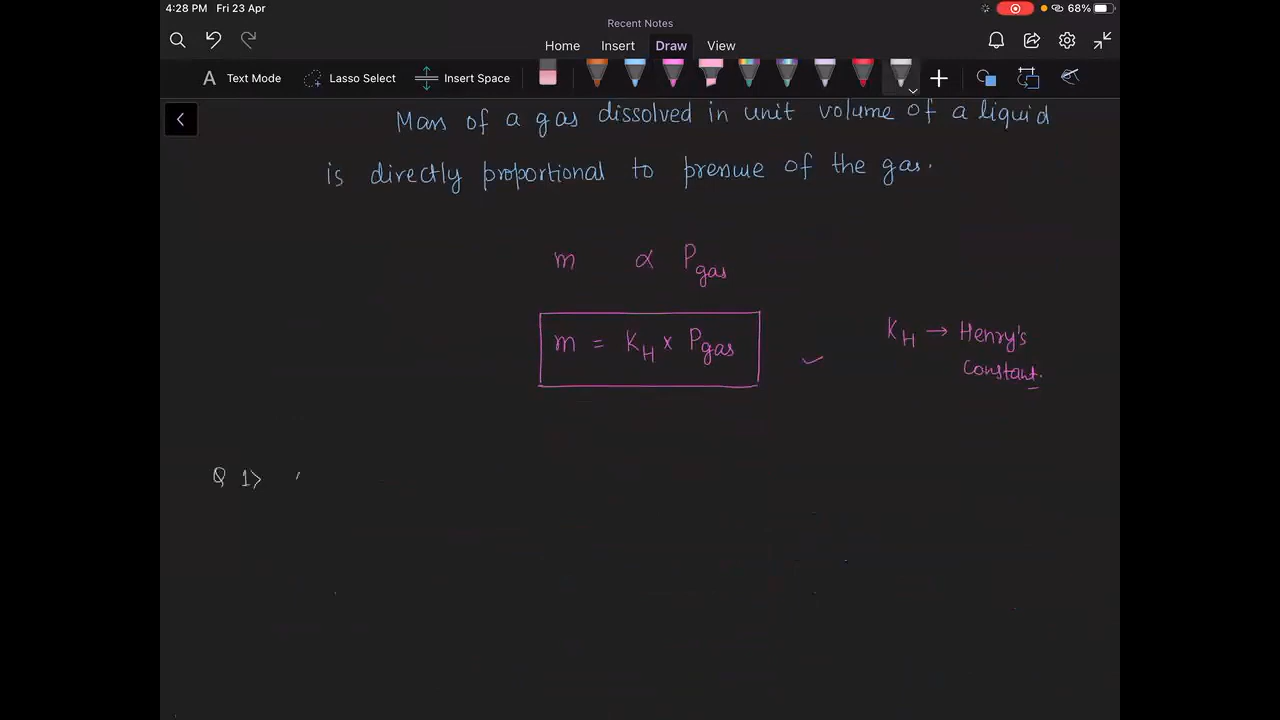 4:28 PM Fri 23 Apr
68%
Recent Notes
Home Insert Draw View
Text Mode Lasso Select Insert Space
Mass of a gas dissolved in unit volume of a liquid
is directly proportional to pressure of the gas.
m ∝ Pgas
m = KH × Pgas
KH → Henry's
constant.
Q 1>